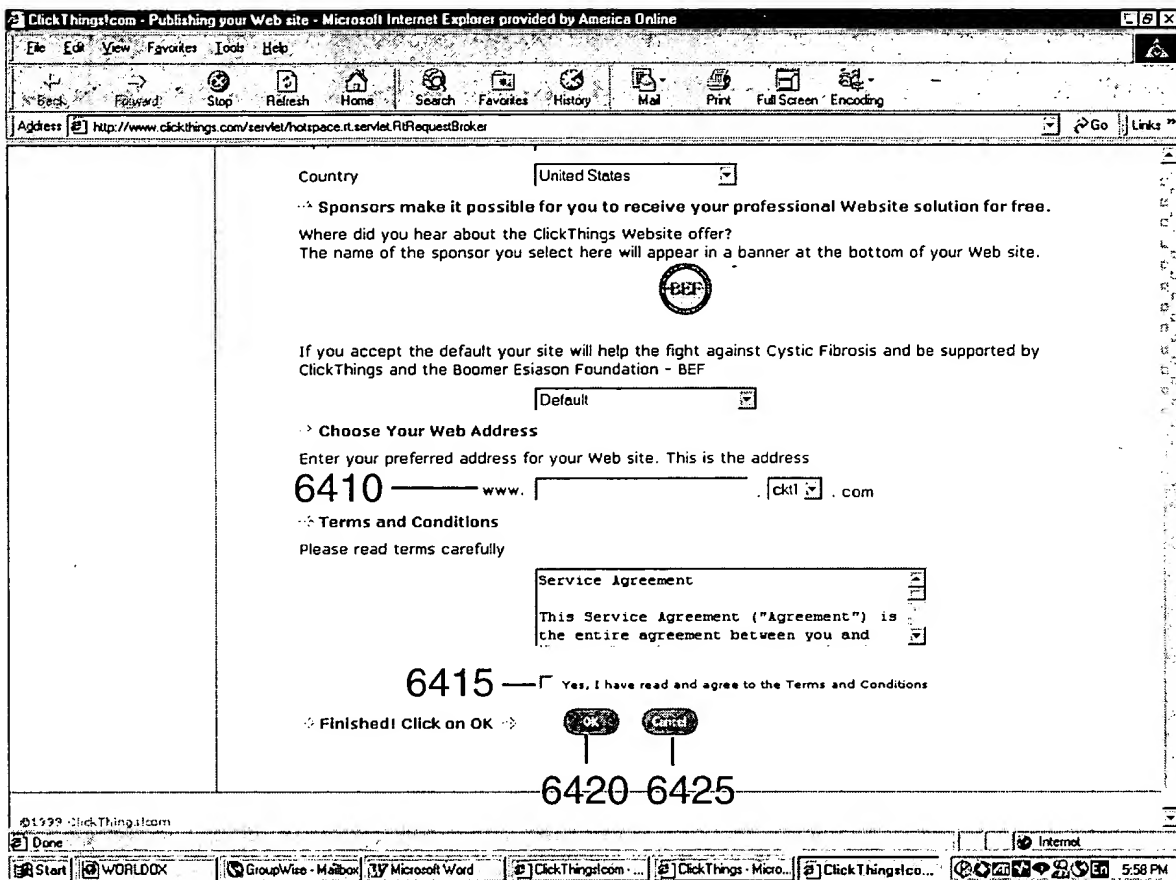 ClickThings!com - Publishing your Web site - Microsoft Internet Explorer provided by America Online
File Edit View Favorites Tools Help
Back Forward Stop Refresh Home Search Favorites History Mail Print Full Screen Encoding
Address http://www.clickthings.com/servlet/hotspace.rt.servlet.RtRequestBroker Go Links »
Country United States
Sponsors make it possible for you to receive your professional Website solution for free.
Where did you hear about the ClickThings Website offer?
The name of the sponsor you select here will appear in a banner at the bottom of your Web site.
BEF
If you accept the default your site will help the fight against Cystic Fibrosis and be supported by
ClickThings and the Boomer Esiason Foundation - BEF
Default
Choose Your Web Address
Enter your preferred address for your Web site. This is the address
6410 www. . ckt1 . com
Terms and Conditions
Please read terms carefully
Service Agreement
This Service Agreement ("Agreement") is
the entire agreement between you and
6415 Yes, I have read and agree to the Terms and Conditions
Finished! Click on OK OK Cancel
6420 6425
©1999 ClickThings!com
Done Internet
Start WORLDOX GroupWise - Mailbox Microsoft Word ClickThings!com - ... ClickThings - Micro... ClickThings!co... En 5:58 PM